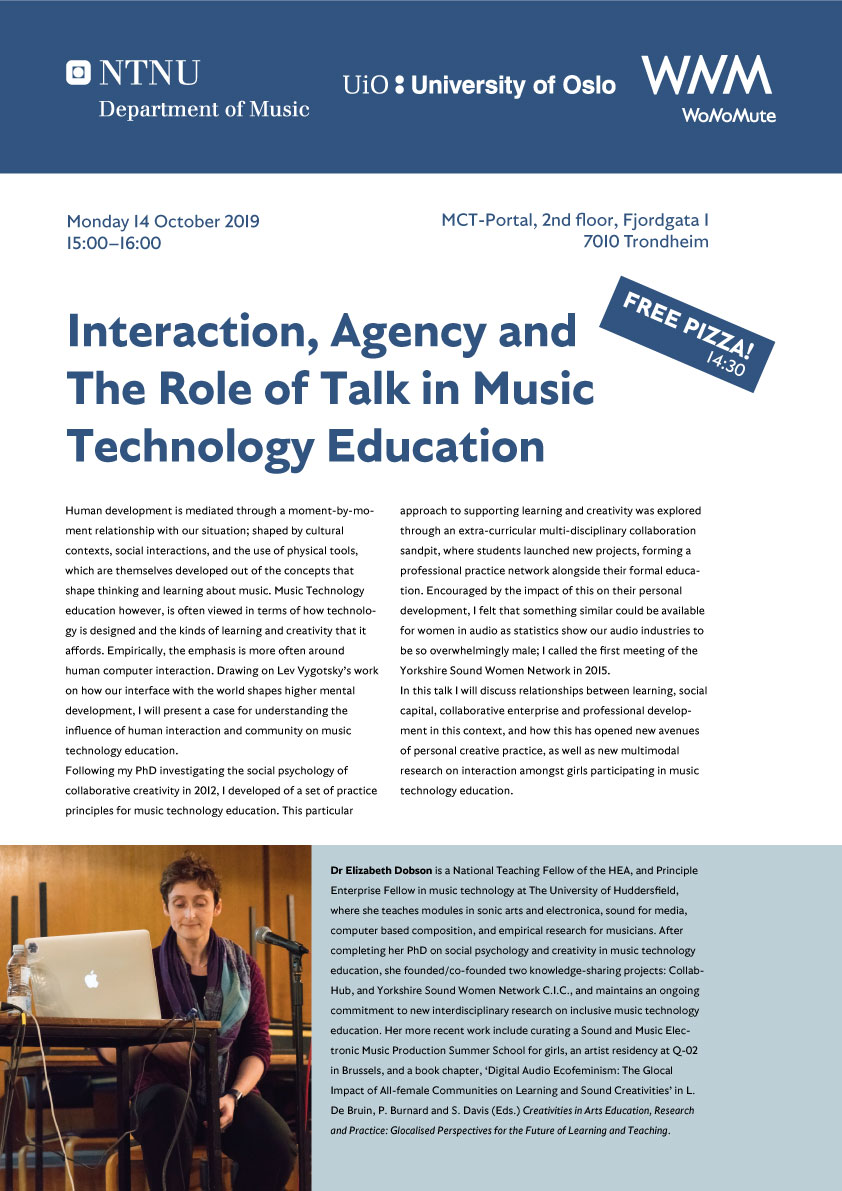 NTNU
Department of Music
UiO : University of Oslo
WNM
WoNoMute
Monday 14 October 2019
15:00–16:00
MCT-Portal, 2nd floor, Fjordgata 1
7010 Trondheim
FREE PIZZA!
14:30
Interaction, Agency and
The Role of Talk in Music
Technology Education
Human development is mediated through a moment-by-mo-
ment relationship with our situation; shaped by cultural
contexts, social interactions, and the use of physical tools,
which are themselves developed out of the concepts that
shape thinking and learning about music. Music Technology
education however, is often viewed in terms of how technolo-
gy is designed and the kinds of learning and creativity that it
affords. Empirically, the emphasis is more often around
human computer interaction. Drawing on Lev Vygotsky's work
on how our interface with the world shapes higher mental
development, I will present a case for understanding the
influence of human interaction and community on music
technology education.
Following my PhD investigating the social psychology of
collaborative creativity in 2012, I developed of a set of practice
principles for music technology education. This particular
approach to supporting learning and creativity was explored
through an extra-curricular multi-disciplinary collaboration
sandpit, where students launched new projects, forming a
professional practice network alongside their formal educa-
tion. Encouraged by the impact of this on their personal
development, I felt that something similar could be available
for women in audio as statistics show our audio industries to
be so overwhelmingly male; I called the first meeting of the
Yorkshire Sound Women Network in 2015.
In this talk I will discuss relationships between learning, social
capital, collaborative enterprise and professional develop-
ment in this context, and how this has opened new avenues
of personal creative practice, as well as new multimodal
research on interaction amongst girls participating in music
technology education.
Dr Elizabeth Dobson is a National Teaching Fellow of the HEA, and Principle
Enterprise Fellow in music technology at The University of Huddersfield,
where she teaches modules in sonic arts and electronica, sound for media,
computer based composition, and empirical research for musicians. After
completing her PhD on social psychology and creativity in music technology
education, she founded/co-founded two knowledge-sharing projects: Collab-
Hub, and Yorkshire Sound Women Network C.I.C., and maintains an ongoing
commitment to new interdisciplinary research on inclusive music technology
education. Her more recent work include curating a Sound and Music Elec-
tronic Music Production Summer School for girls, an artist residency at Q-02
in Brussels, and a book chapter, 'Digital Audio Ecofeminism: The Glocal
Impact of All-female Communities on Learning and Sound Creativities' in L.
De Bruin, P. Burnard and S. Davis (Eds.) Creativities in Arts Education, Research
and Practice: Glocalised Perspectives for the Future of Learning and Teaching.